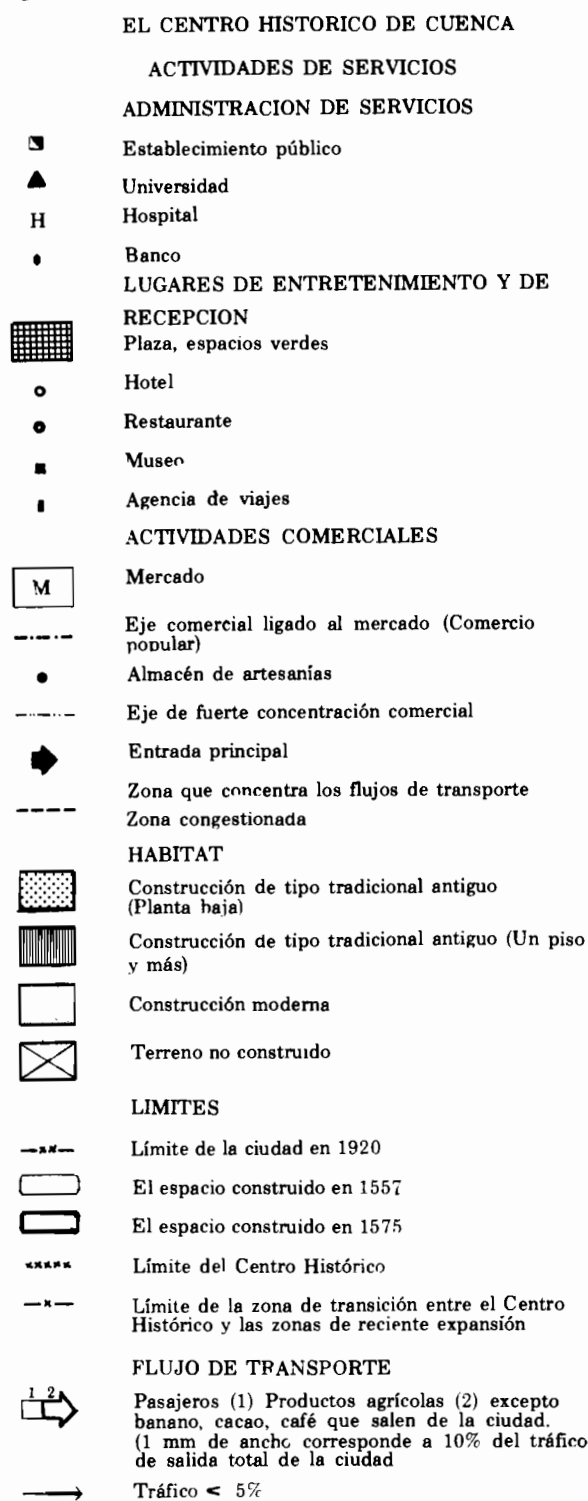 EL CENTRO HISTORICO DE CUENCA
ACTIVIDADES DE SERVICIOS
ADMINISTRACION DE SERVICIOS
Establecimiento público
Universidad
H Hospital
Banco
LUGARES DE ENTRETENIMIENTO Y DE
RECEPCION
Plaza, espacios verdes
Hotel
Restaurante
Museo
Agencia de viajes
ACTIVIDADES COMERCIALES
M Mercado
Eje comercial ligado al mercado (Comercio
popular)
Almacén de artesanías
Eje de fuerte concentración comercial
Entrada principal
Zona que concentra los flujos de transporte
Zona congestionada
HABITAT
Construcción de tipo tradicional antiguo
(Planta baja)
Construcción de tipo tradicional antiguo (Un piso
y más)
Construcción moderna
Terreno no construido
LIMITES
Límite de la ciudad en 1920
El espacio construido en 1557
El espacio construido en 1575
Límite del Centro Histórico
Límite de la zona de transición entre el Centro
Histórico y las zonas de reciente expansión
FLUJO DE TRANSPORTE
1 2 Pasajeros (1) Productos agrícolas (2) excepto
banano, cacao, café que salen de la ciudad.
(1 mm de ancho corresponde a 10% del tráfico
de salida total de la ciudad
Tráfico < 5%